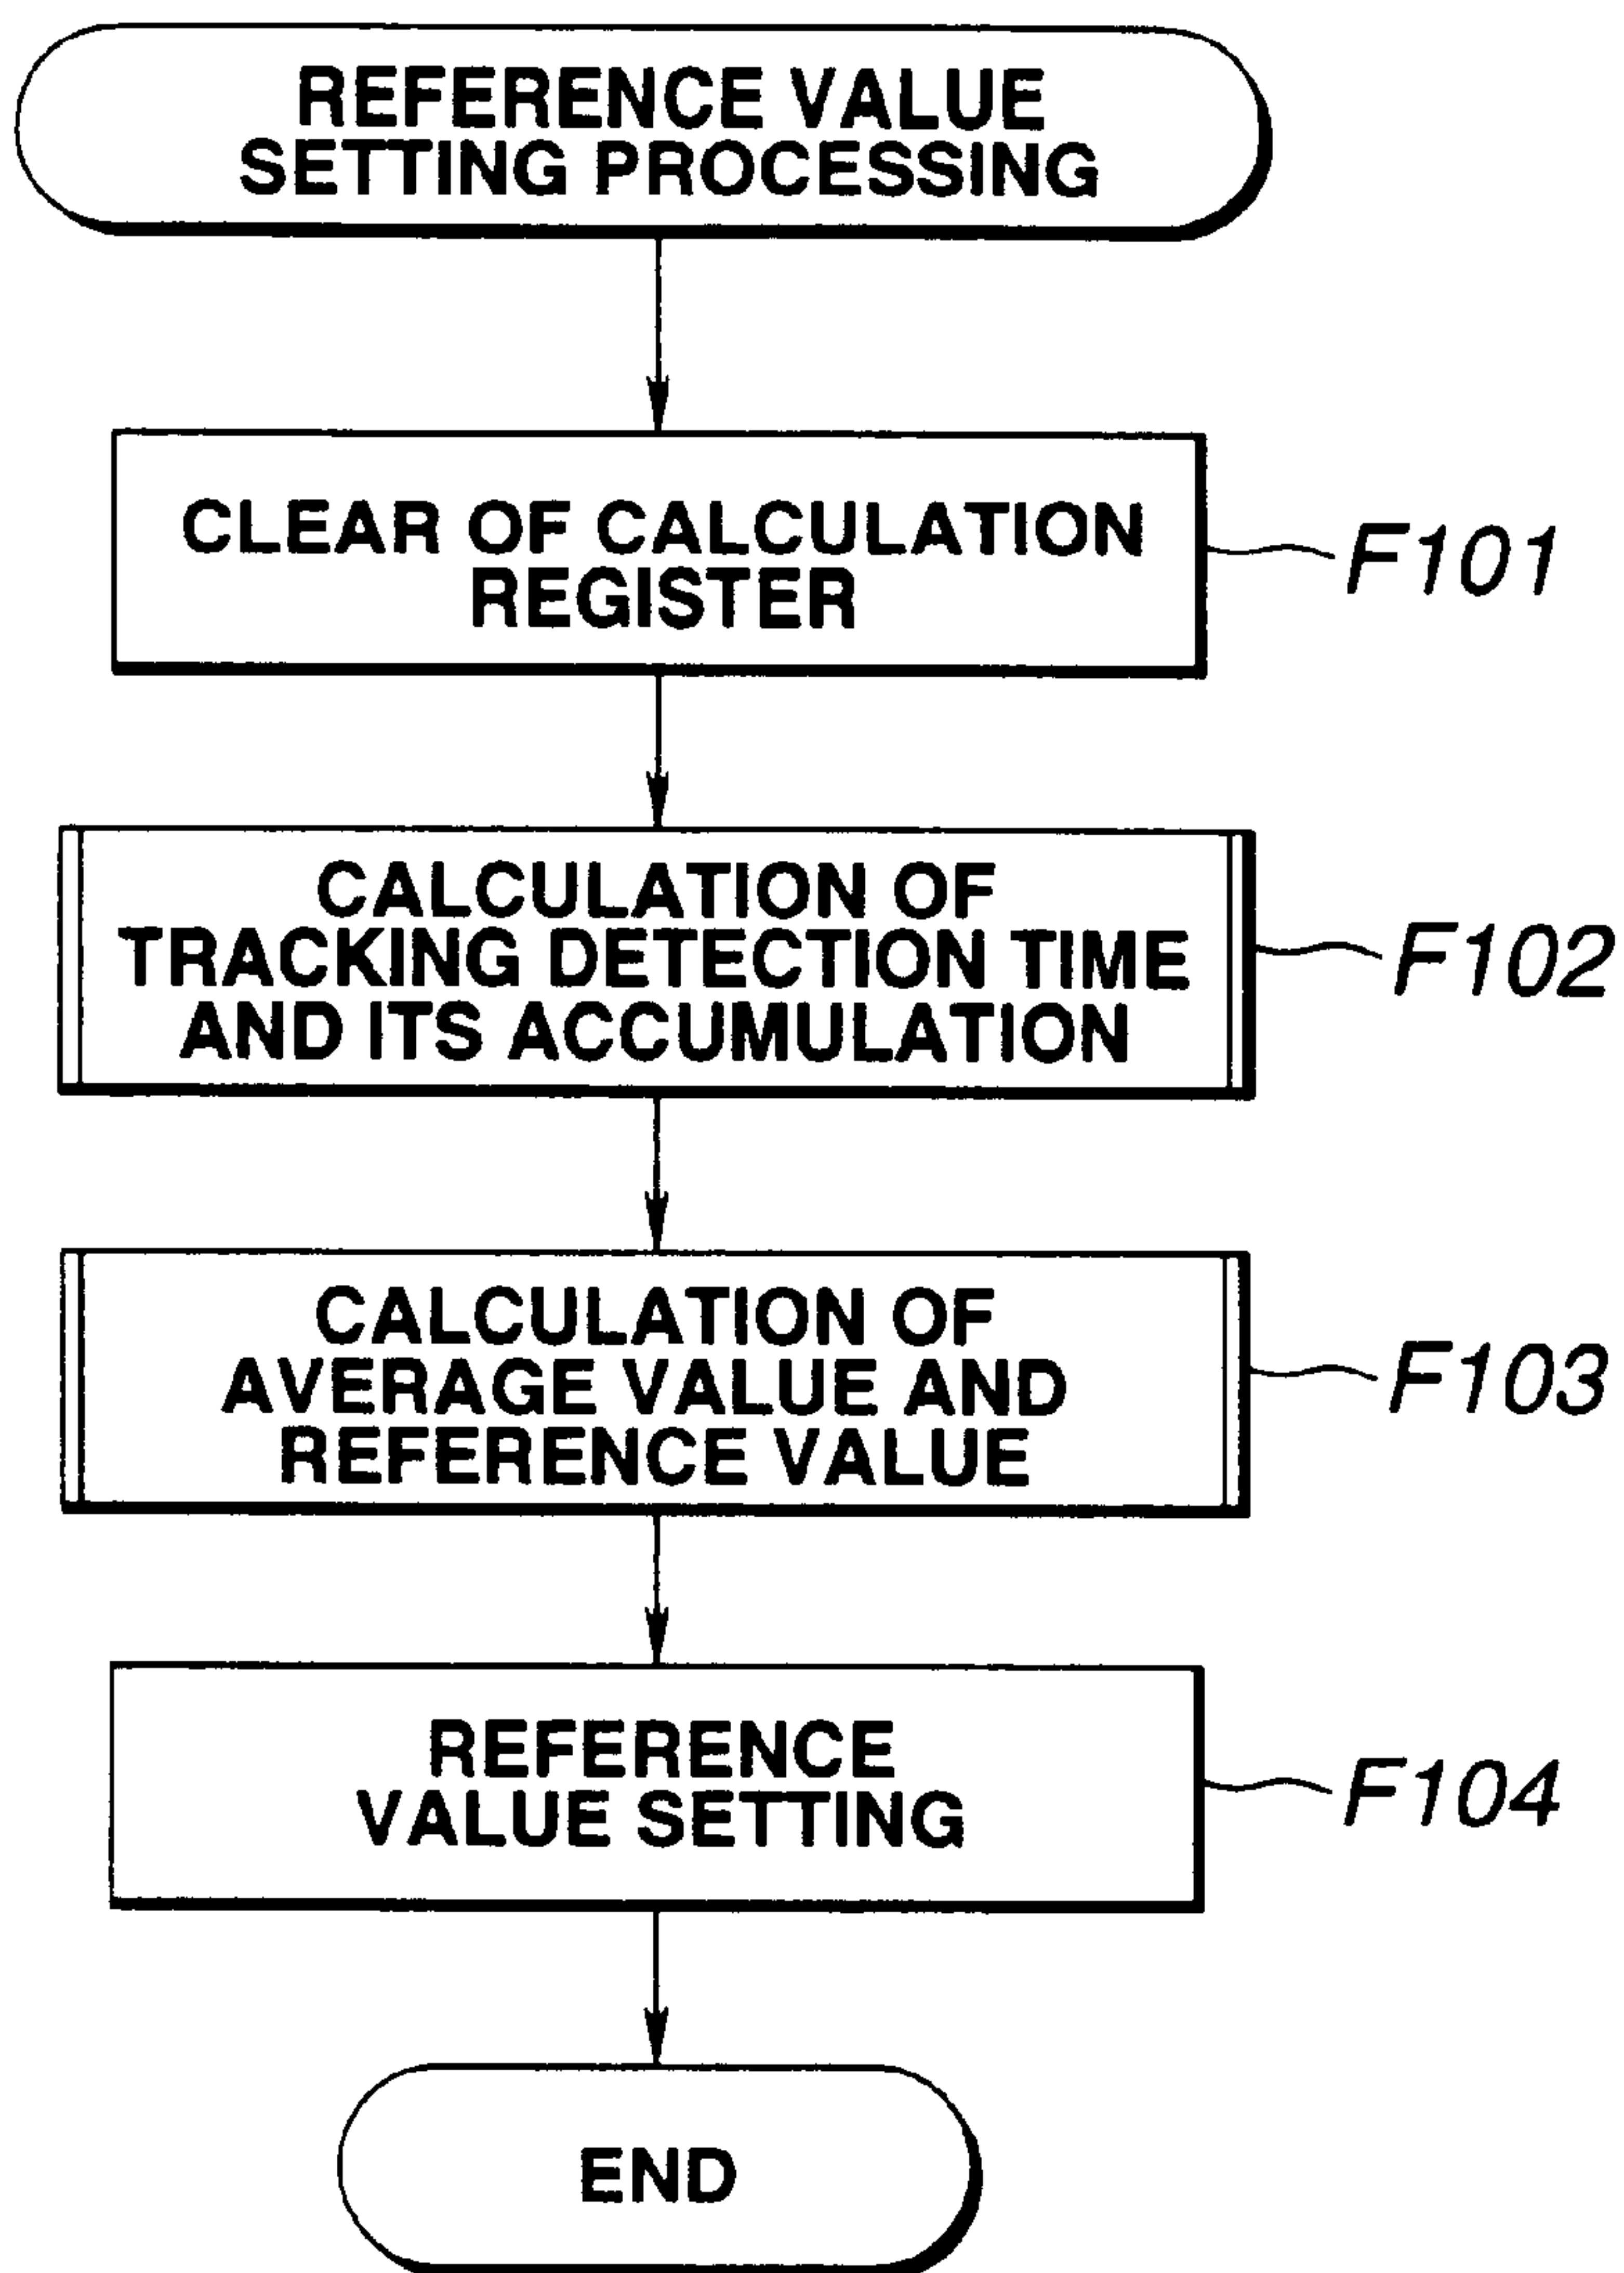 REFERENCE VALUE
SETTING PROCESSING
CLEAR OF CALCULATION
REGISTER
F101
CALCULATION OF
TRACKING DETECTION TIME
AND ITS ACCUMULATION
F102
CALCULATION OF
AVERAGE VALUE AND
REFERENCE VALUE
F103
REFERENCE
VALUE SETTING
F104
END